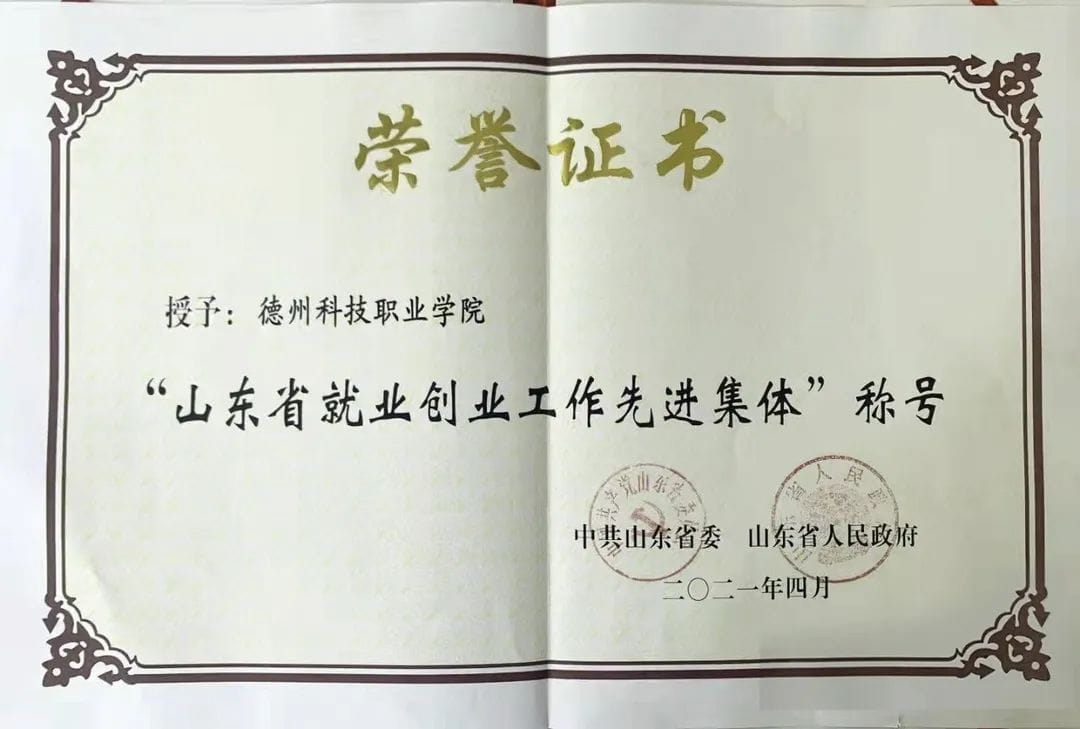 荣誉证书
授予：德州科技职业学院
“山东省就业创业工作先进集体”称号
中共山东省委 山东省人民政府
二〇二一年四月